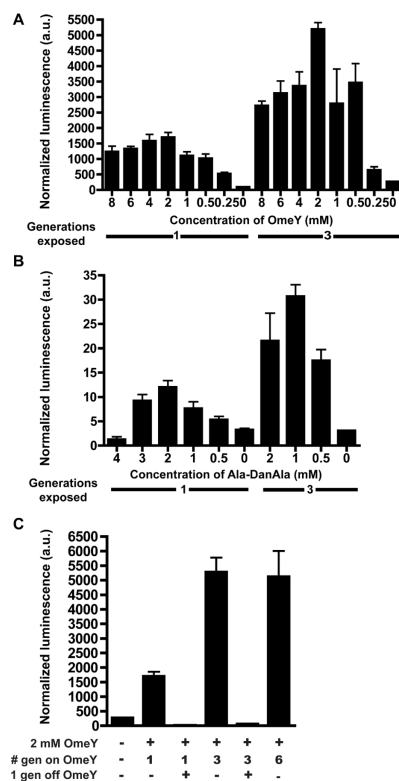 A
Normalized luminescence (a.u.)
5500
5000
4500
4000
3500
3000
2500
2000
1500
1000
500
0
8 6 4 2 1 0.5 0.25 0 8 6 4 2 1 0.5 0.25 0
Concentration of OmeY (mM)
Generations exposed
1 3
B
Normalized luminescence (a.u.)
35
30
25
20
15
10
5
0
4 3 2 1 0.5 0 2 1 0.5 0
Concentration of Ala-DanAla (mM)
Generations exposed
1 3
C
Normalized luminescence (a.u.)
6500
6000
5500
5000
4500
4000
3500
3000
2500
2000
1500
1000
500
0
2 mM OmeY - + + + + +
# gen on OmeY - 1 1 3 3 6
1 gen off OmeY - - + - + -